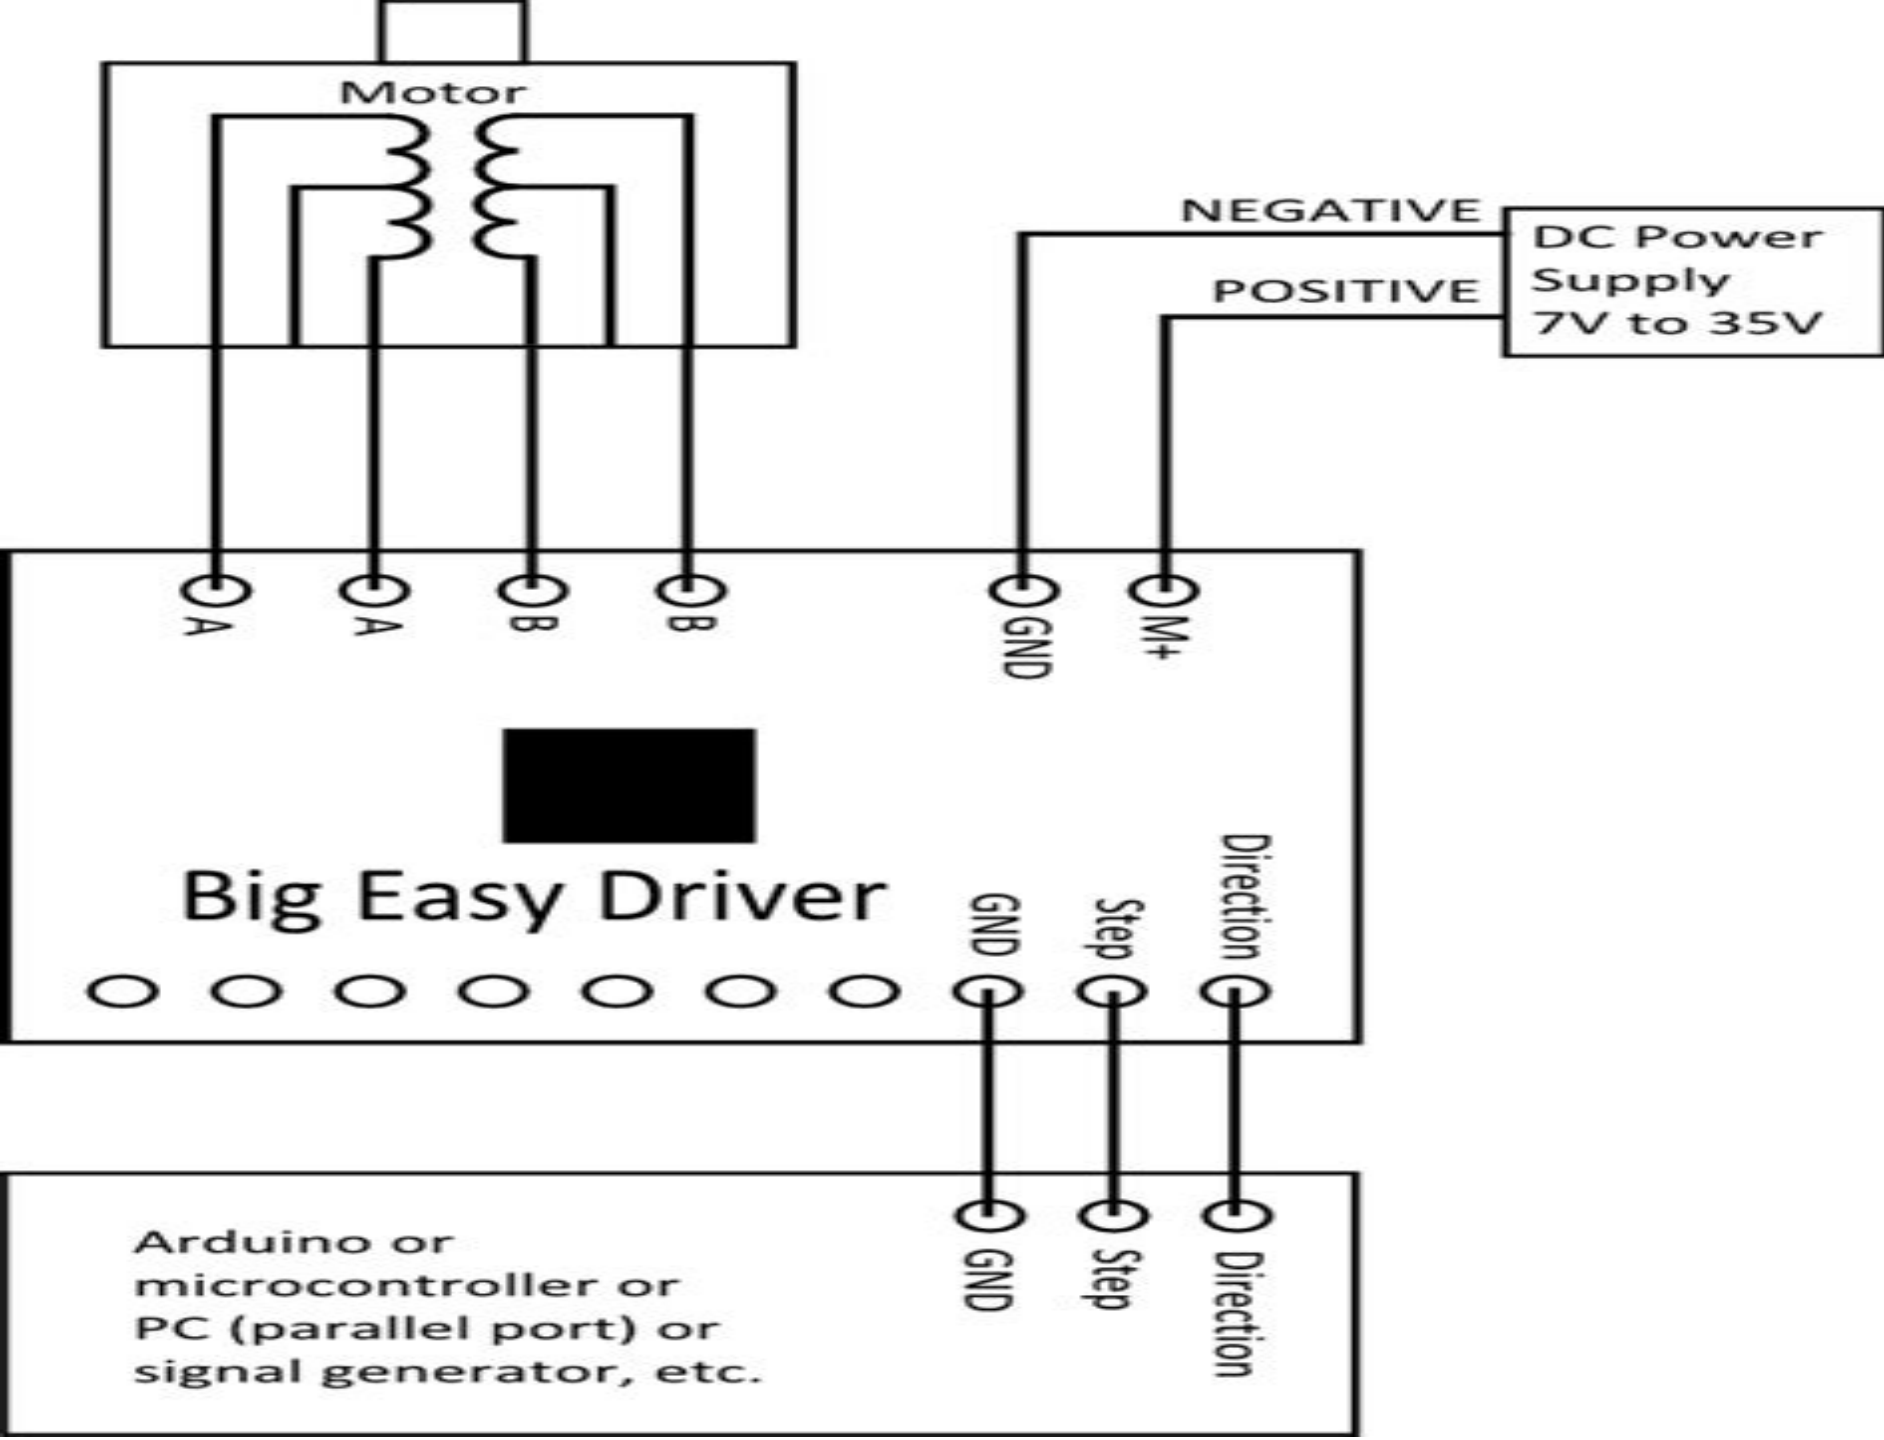 Motor
NEGATIVE
POSITIVE
DC Power
Supply
7V to 35V
A
A
B
B
GND
M+
Big Easy Driver
GND
Step
Direction
Arduino or
microcontroller or
PC (parallel port) or
signal generator, etc.
GND
Step
Direction